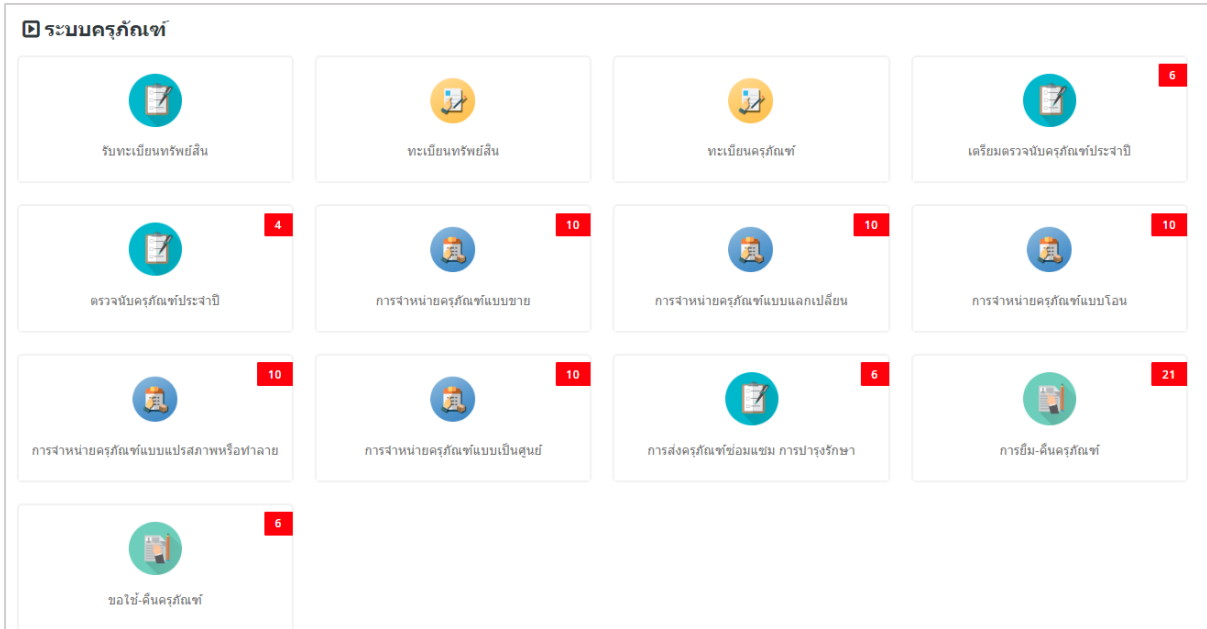 ระบบครุภัณฑ์
รับทะเบียนทรัพย์สิน
ทะเบียนทรัพย์สิน
ทะเบียนครุภัณฑ์
6
เตรียมตรวจนับครุภัณฑ์ประจำปี
4
ตรวจนับครุภัณฑ์ประจำปี
10
การจำหน่ายครุภัณฑ์แบบขาย
10
การจำหน่ายครุภัณฑ์แบบแลกเปลี่ยน
10
การจำหน่ายครุภัณฑ์แบบโอน
10
การจำหน่ายครุภัณฑ์แบบแปรสภาพหรือทำลาย
10
การจำหน่ายครุภัณฑ์แบบเป็นศูนย์
6
การส่งครุภัณฑ์ซ่อมแซม การบำรุงรักษา
21
การยืม-คืนครุภัณฑ์
6
ขอใช้-คืนครุภัณฑ์